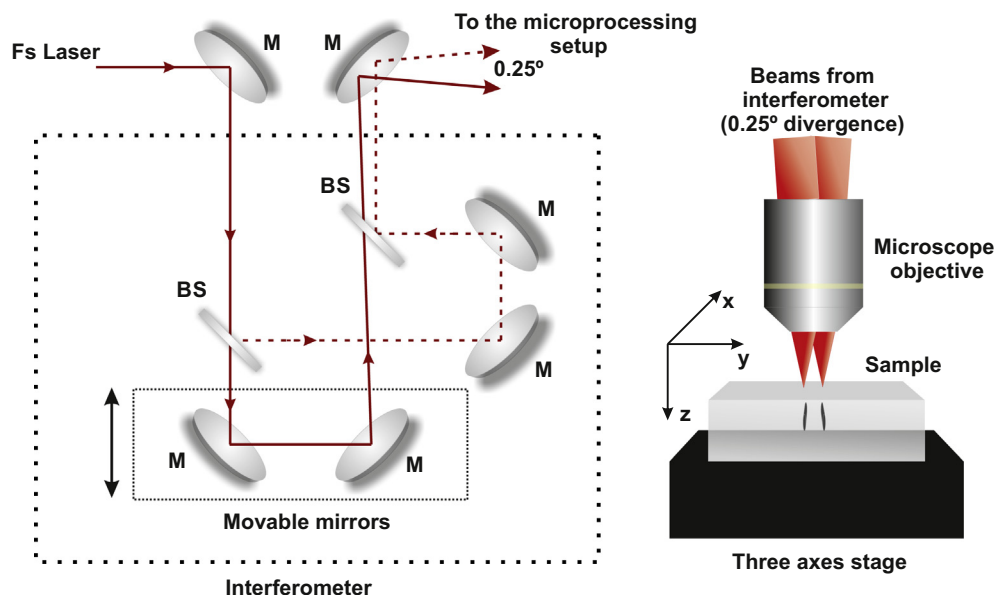 Fs Laser
M
M
To the microprocessing
setup
0.25º
BS
M
BS
M
M
M
Movable mirrors
Interferometer
Beams from
interferometer
(0.25º divergence)
Microscope
objective
x
y
z
Sample
Three axes stage